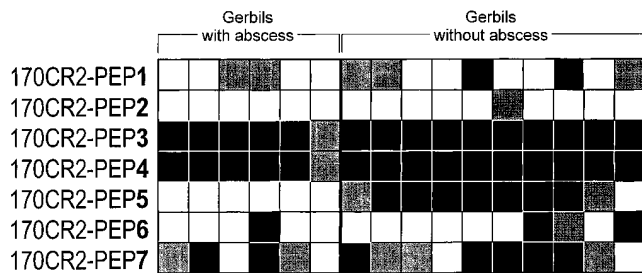 Gerbils
with abscess
Gerbils
without abscess
170CR2-PEP1
170CR2-PEP2
170CR2-PEP3
170CR2-PEP4
170CR2-PEP5
170CR2-PEP6
170CR2-PEP7